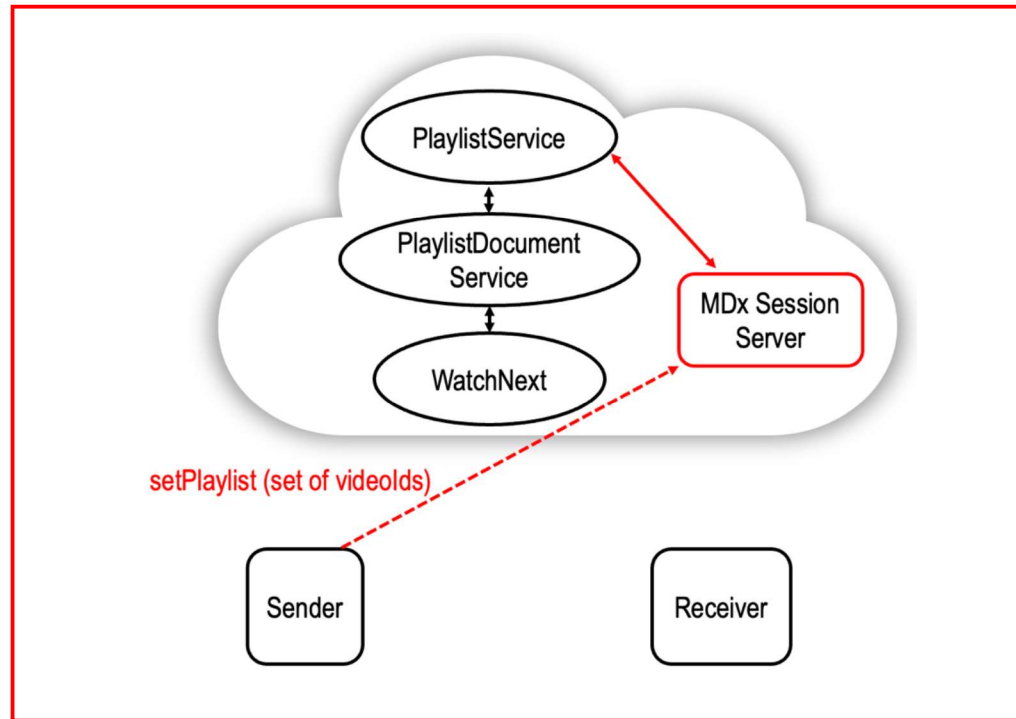 PlaylistService
PlaylistDocument
Service
MDx Session
Server
WatchNext
setPlaylist (set of videoIds)
Sender
Receiver